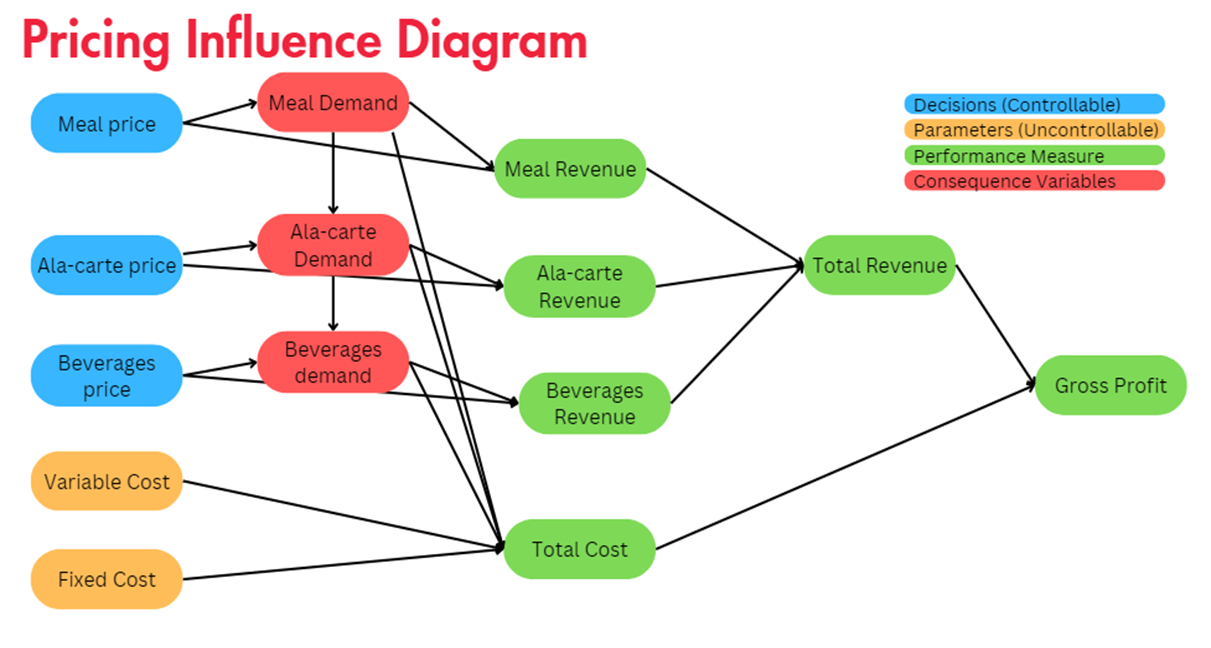 Pricing Influence Diagram
Meal price
Meal Demand
Meal Revenue
Decisions (Controllable)
Parameters (Uncontrollable)
Performance Measure
Consequence Variables
Ala-carte price
Ala-carte
Demand
Ala-carte
Revenue
Total Revenue
Beverages
price
Beverages
demand
Beverages
Revenue
Gross Profit
Variable Cost
Fixed Cost
Total Cost